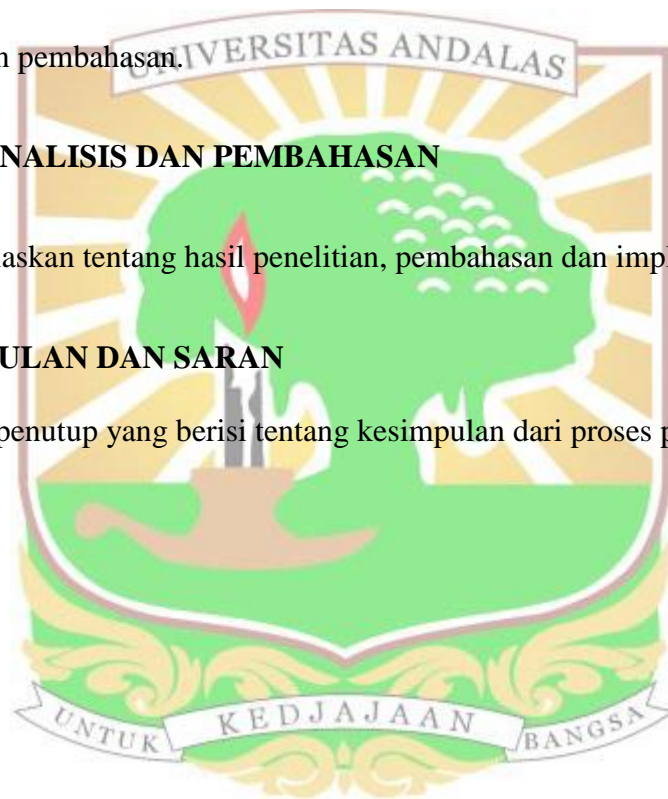 UNIVERSITAS ANDALAS
n pembahasan.
NALISIS DAN PEMBAHASAN
laskan tentang hasil penelitian, pembahasan dan impl
ULAN DAN SARAN
penutup yang berisi tentang kesimpulan dari proses p
UNTUK KEDJAJAAN BANGSA